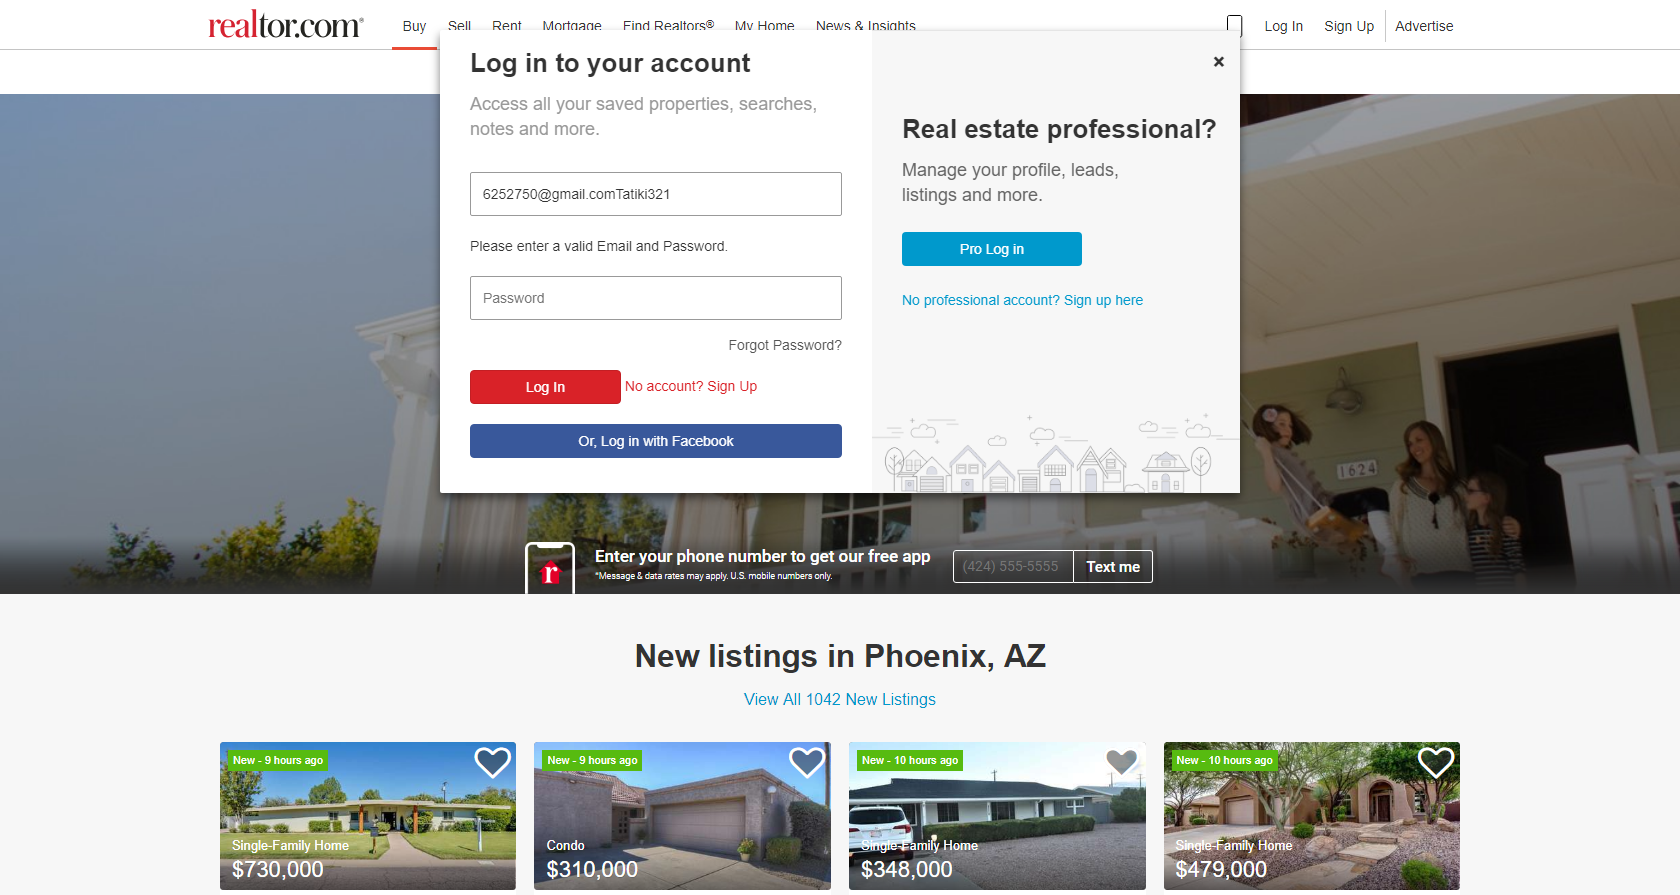 realtor.com®
Buy Sell Rent Mortgage Find Realtors® My Home News & Insights Log In Sign Up Advertise
Log in to your account
Access all your saved properties, searches,
notes and more.
6252750@gmail.comTatiki321
Please enter a valid Email and Password.
Password
Forgot Password?
Log In No account? Sign Up
Or, Log in with Facebook
×
Real estate professional?
Manage your profile, leads,
listings and more.
Pro Log in
No professional account? Sign up here
1624
r
Enter your phone number to get our free app
*Message & data rates may apply. U.S. mobile numbers only.
(424) 555-5555 Text me
New listings in Phoenix, AZ
View All 1042 New Listings
New - 9 hours ago
Single-Family Home
$730,000
New - 9 hours ago
Condo
$310,000
New - 10 hours ago
Single-Family Home
$348,000
New - 10 hours ago
Single-Family Home
$479,000